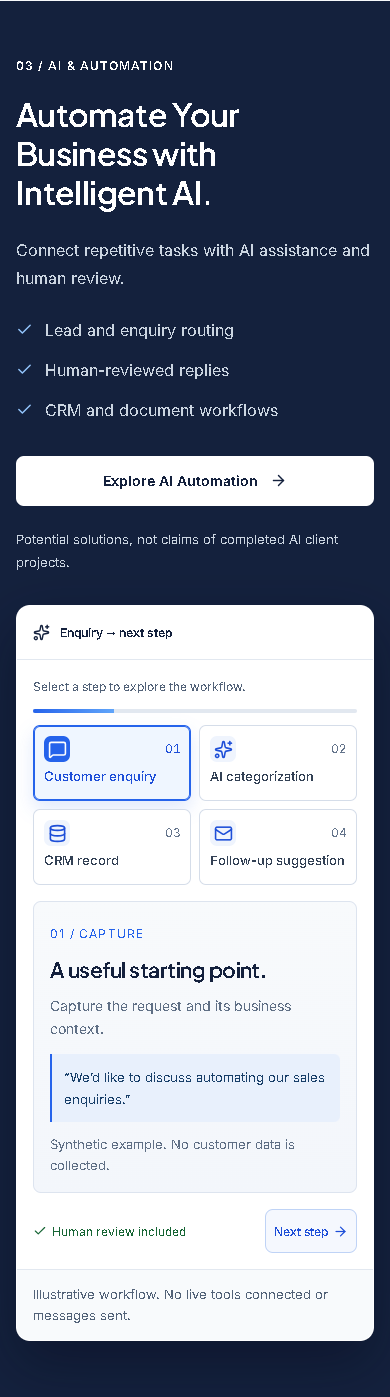 03 / AI & AUTOMATION
Automate Your
Business with
Intelligent AI.
Connect repetitive tasks with AI assistance and
human review.
Lead and enquiry routing
Human-reviewed replies
CRM and document workflows
Explore AI Automation
Potential solutions, not claims of completed AI client
projects.
Enquiry → next step
Select a step to explore the workflow.
01
Customer enquiry
02
AI categorization
03
CRM record
04
Follow-up suggestion
01 / CAPTURE
A useful starting point.
Capture the request and its business
context.
“We’d like to discuss automating our sales
enquiries.”
Synthetic example. No customer data is
collected.
Human review included
Next step
Illustrative workflow. No live tools connected or
messages sent.